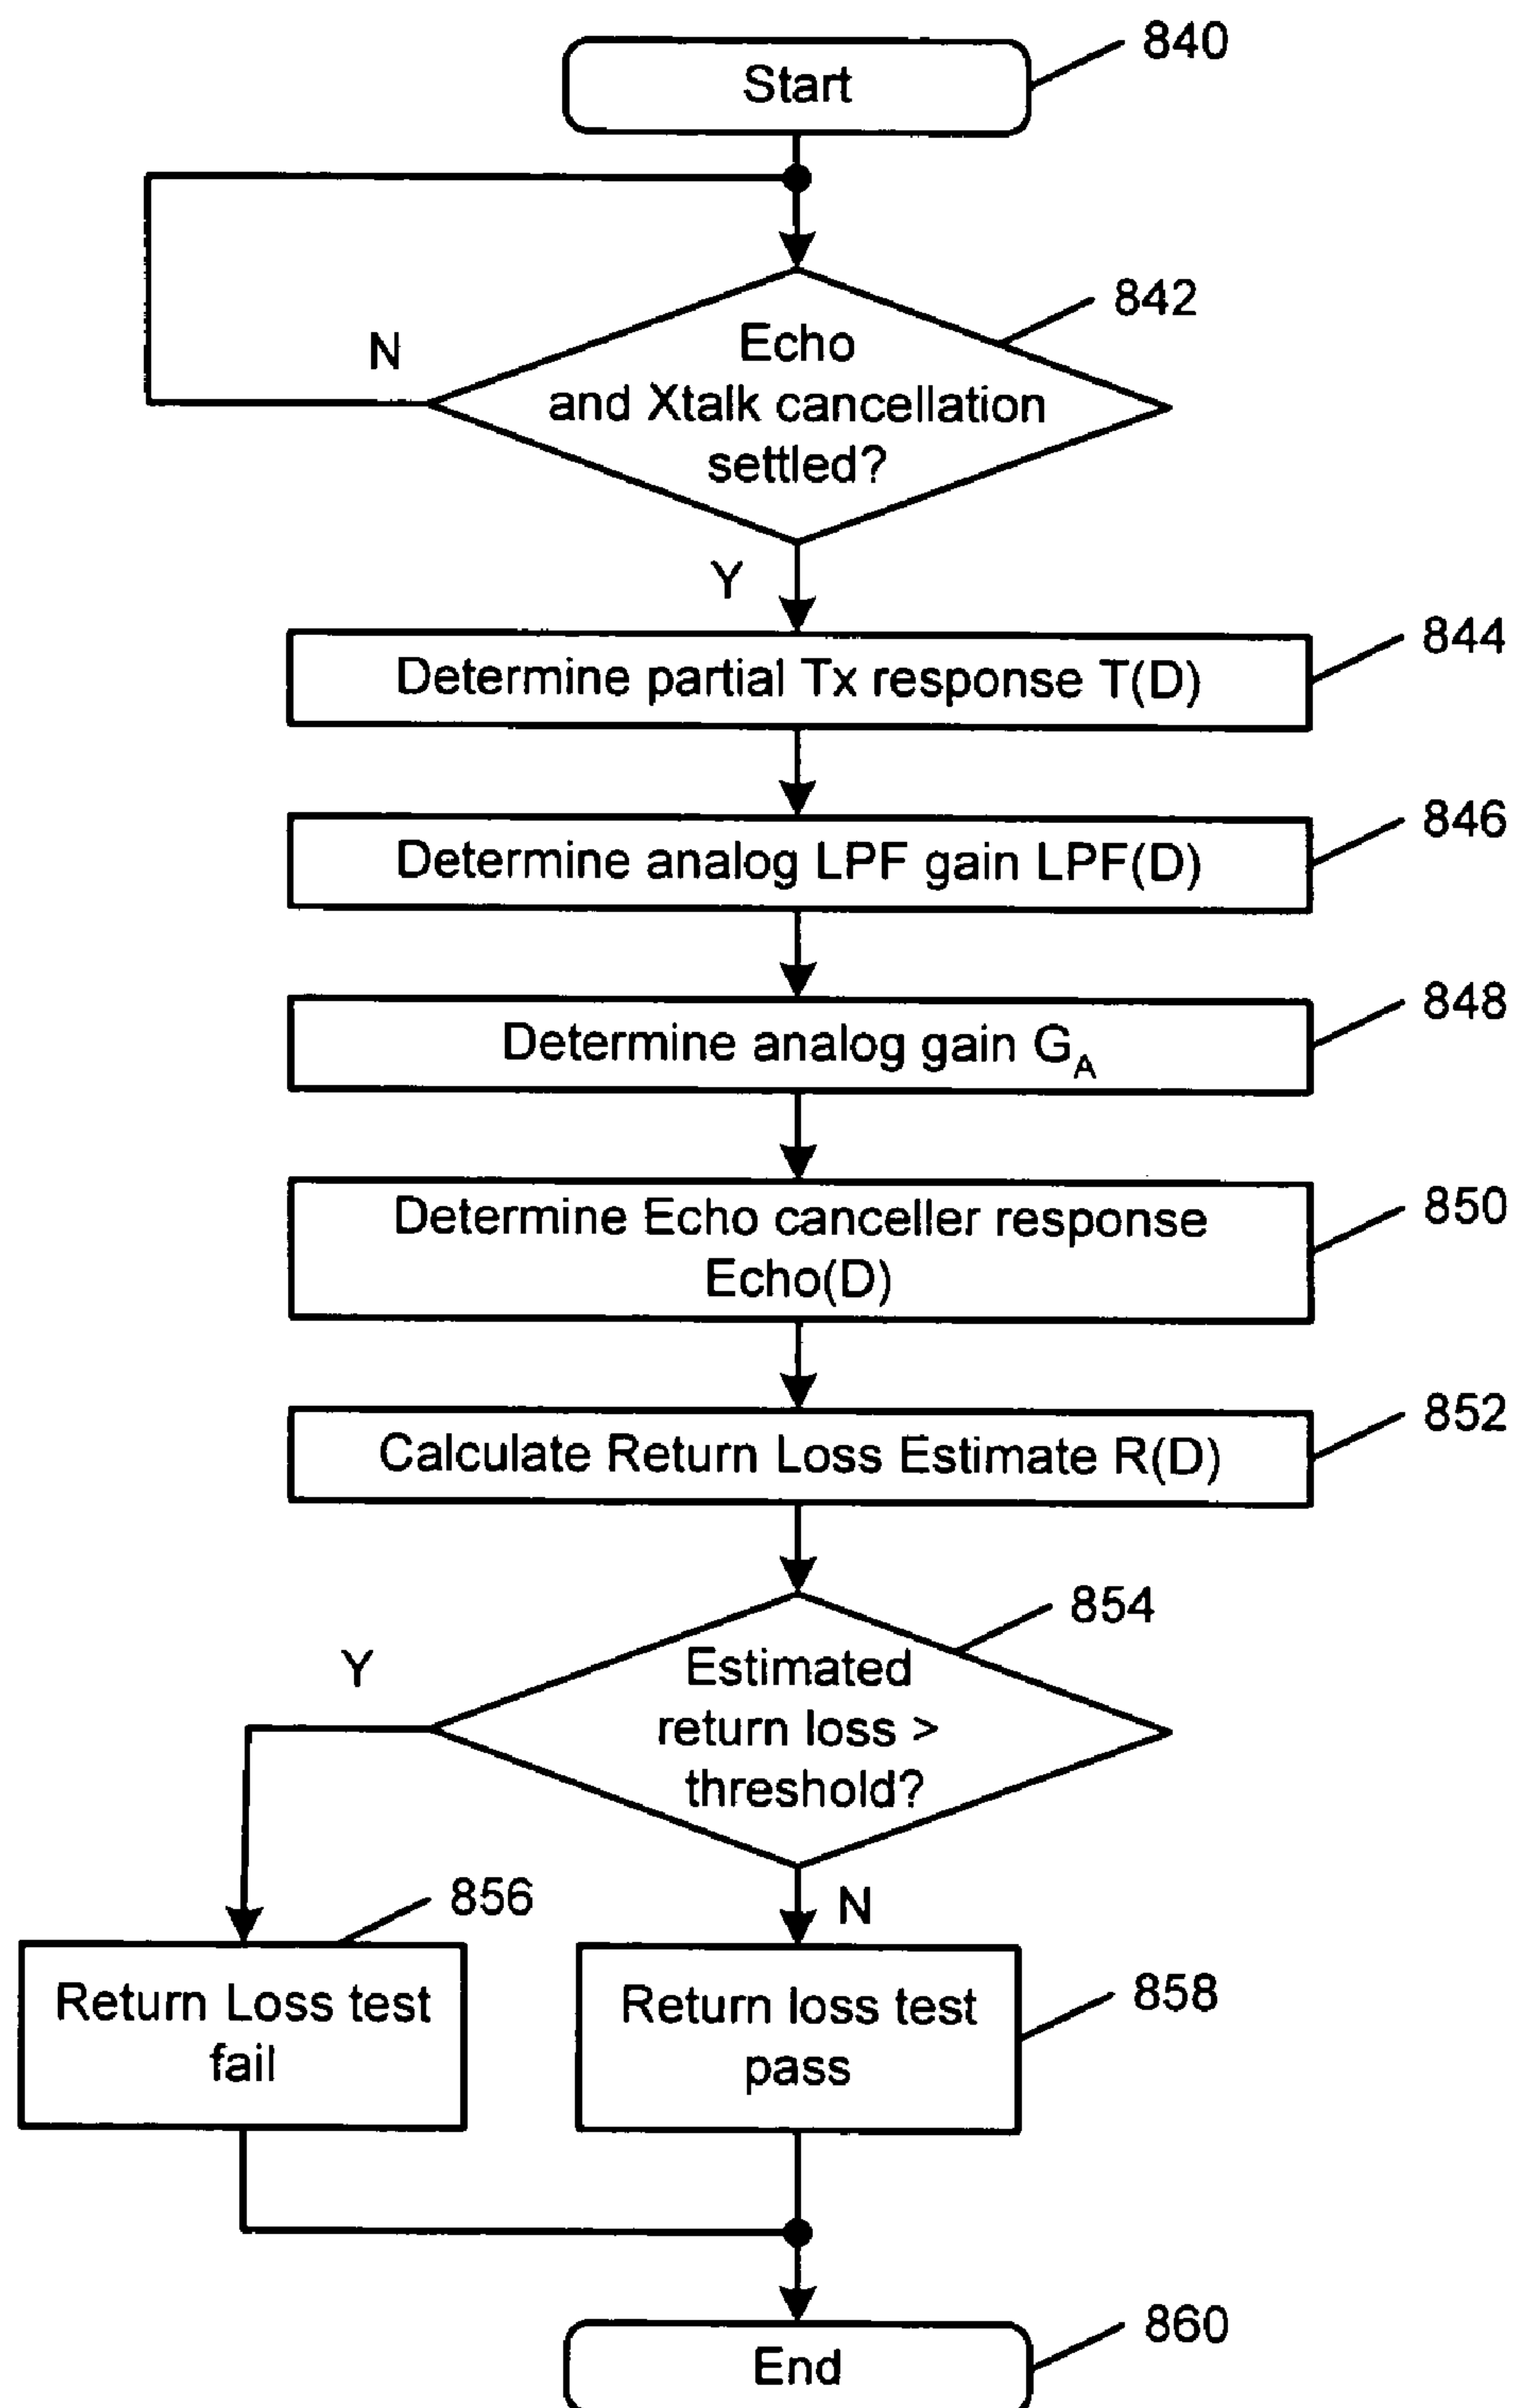 840
Start
842
Echo
and Xtalk cancellation
settled?
N
Y
844
Determine partial Tx response T(D)
846
Determine analog LPF gain LPF(D)
848
Determine analog gain G_A
850
Determine Echo canceller response
Echo(D)
852
Calculate Return Loss Estimate R(D)
854
Estimated
return loss >
threshold?
Y
N
856
Return Loss test
fail
858
Return loss test
pass
860
End